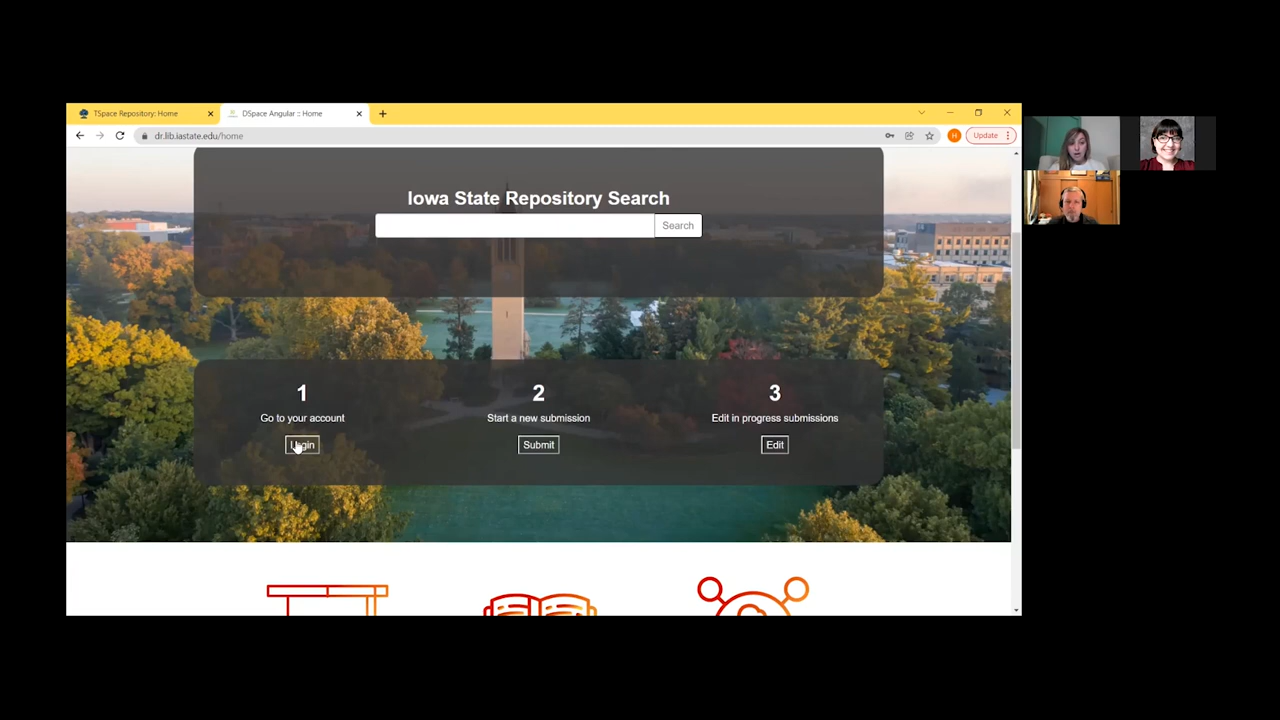 TSpace Repository: Home
DSpace Angular :: Home
dr.lib.iastate.edu/home
H
Update
Iowa State Repository Search
Search
1
2
3
Go to your account
Start a new submission
Edit in progress submissions
Login
Submit
Edit